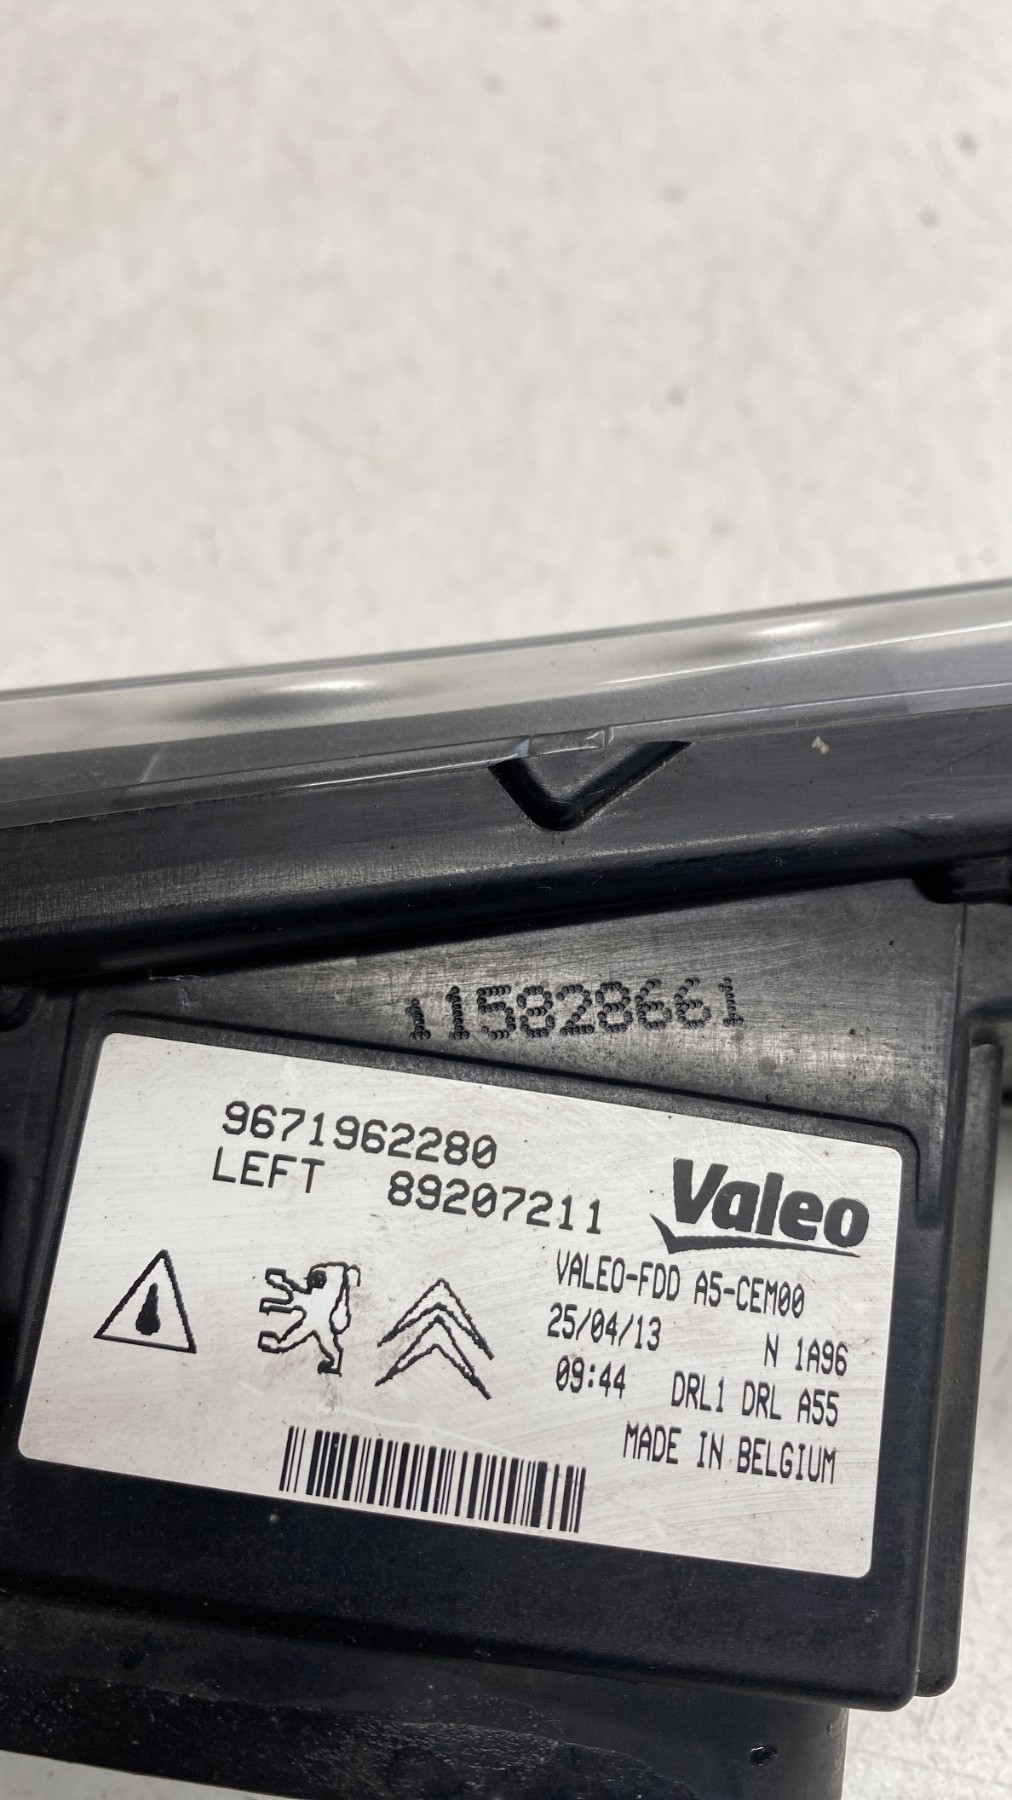 115828661
9671962280
LEFT 89207211
Valeo
VALEO-FDD A5-CEM00
25/04/13 N 1A96
09:44 DRL1 DRL A55
MADE IN BELGIUM